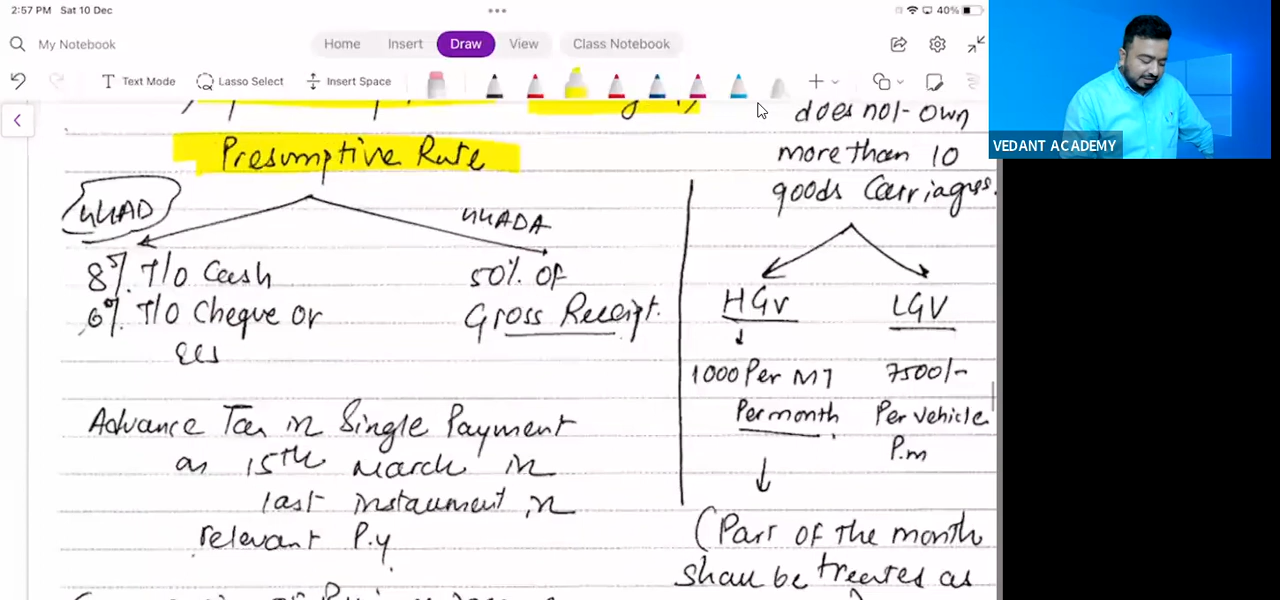 2:57 PM Sat 10 Dec
40%
My Notebook
Home Insert Draw View Class Notebook
Text Mode Lasso Select Insert Space
VEDANT ACADEMY
Presumptive Rate
44AD
8% T/O Cash
6% T/O Cheque or
ECS
44ADA
50% OF
Gross Receipt.
Advance Tax in Single Payment
on 15th March in
last instaument in
relevant P.y
does not own
more than 10
goods Carriages.
HGV
1000 Per MT
Per month
LGV
7500/-
Per vehicle
P.m
(Part of the month
shall be treated as